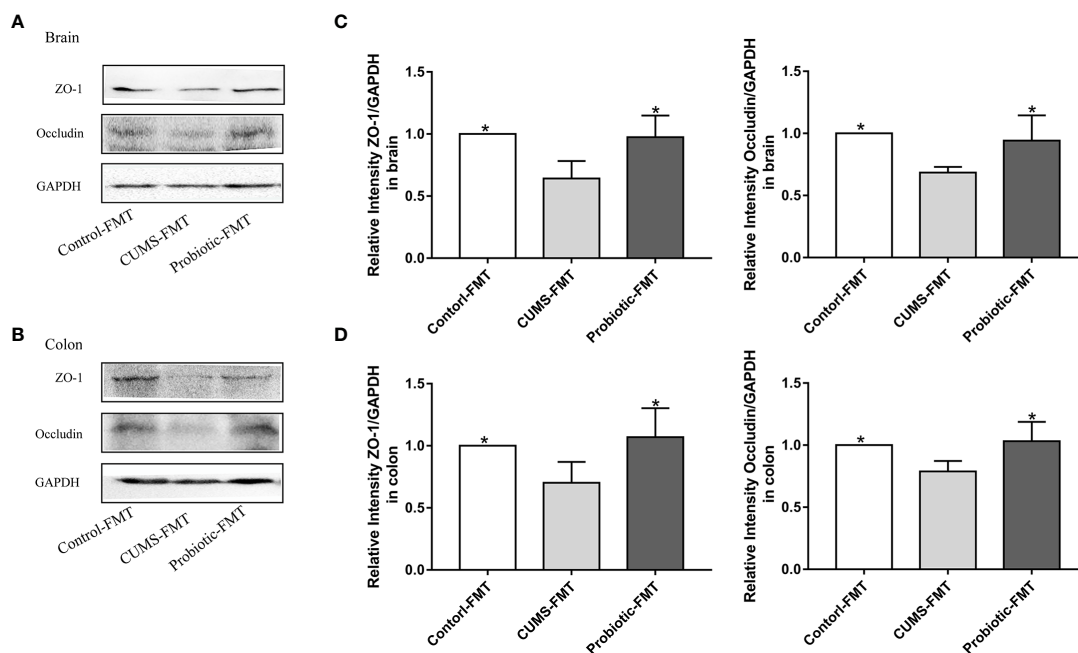 A
Brain
ZO-1
Occludin
GAPDH
Control-FMT
CUMS-FMT
Probiotic-FMT
B
Colon
ZO-1
Occludin
GAPDH
Control-FMT
CUMS-FMT
Probiotic-FMT
C
Relative Intensity ZO-1/GAPDH
in brain
1.5
1.0
0.5
0.0
*
*
Contorl-FMT
CUMS-FMT
Probiotic-FMT
Relative Intensity Occludin/GAPDH
in brain
1.5
1.0
0.5
0.0
*
*
Contorl-FMT
CUMS-FMT
Probiotic-FMT
D
Relative Intensity ZO-1/GAPDH
in colon
1.5
1.0
0.5
0.0
*
*
Contorl-FMT
CUMS-FMT
Probiotic-FMT
Relative Intensity Occludin/GAPDH
in colon
1.5
1.0
0.5
0.0
*
*
Contorl-FMT
CUMS-FMT
Probiotic-FMT